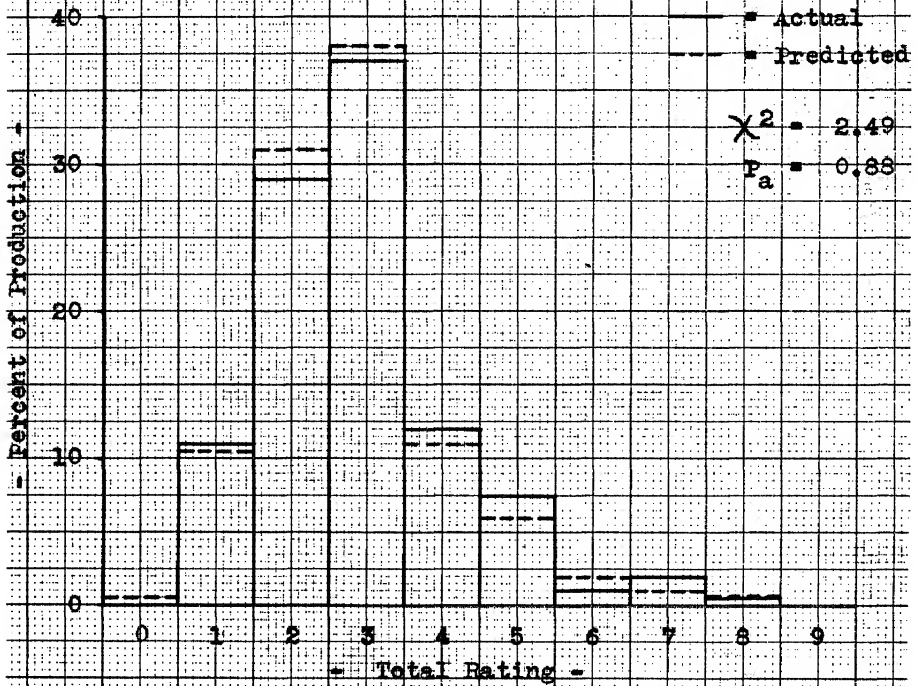 40
30
20
10
0
- Percent of Production -
= Actual
= Predicted
χ² = 2.49
Pa = 0.88
0 1 2 3 4 5 6 7 8 9
- Total Rating -